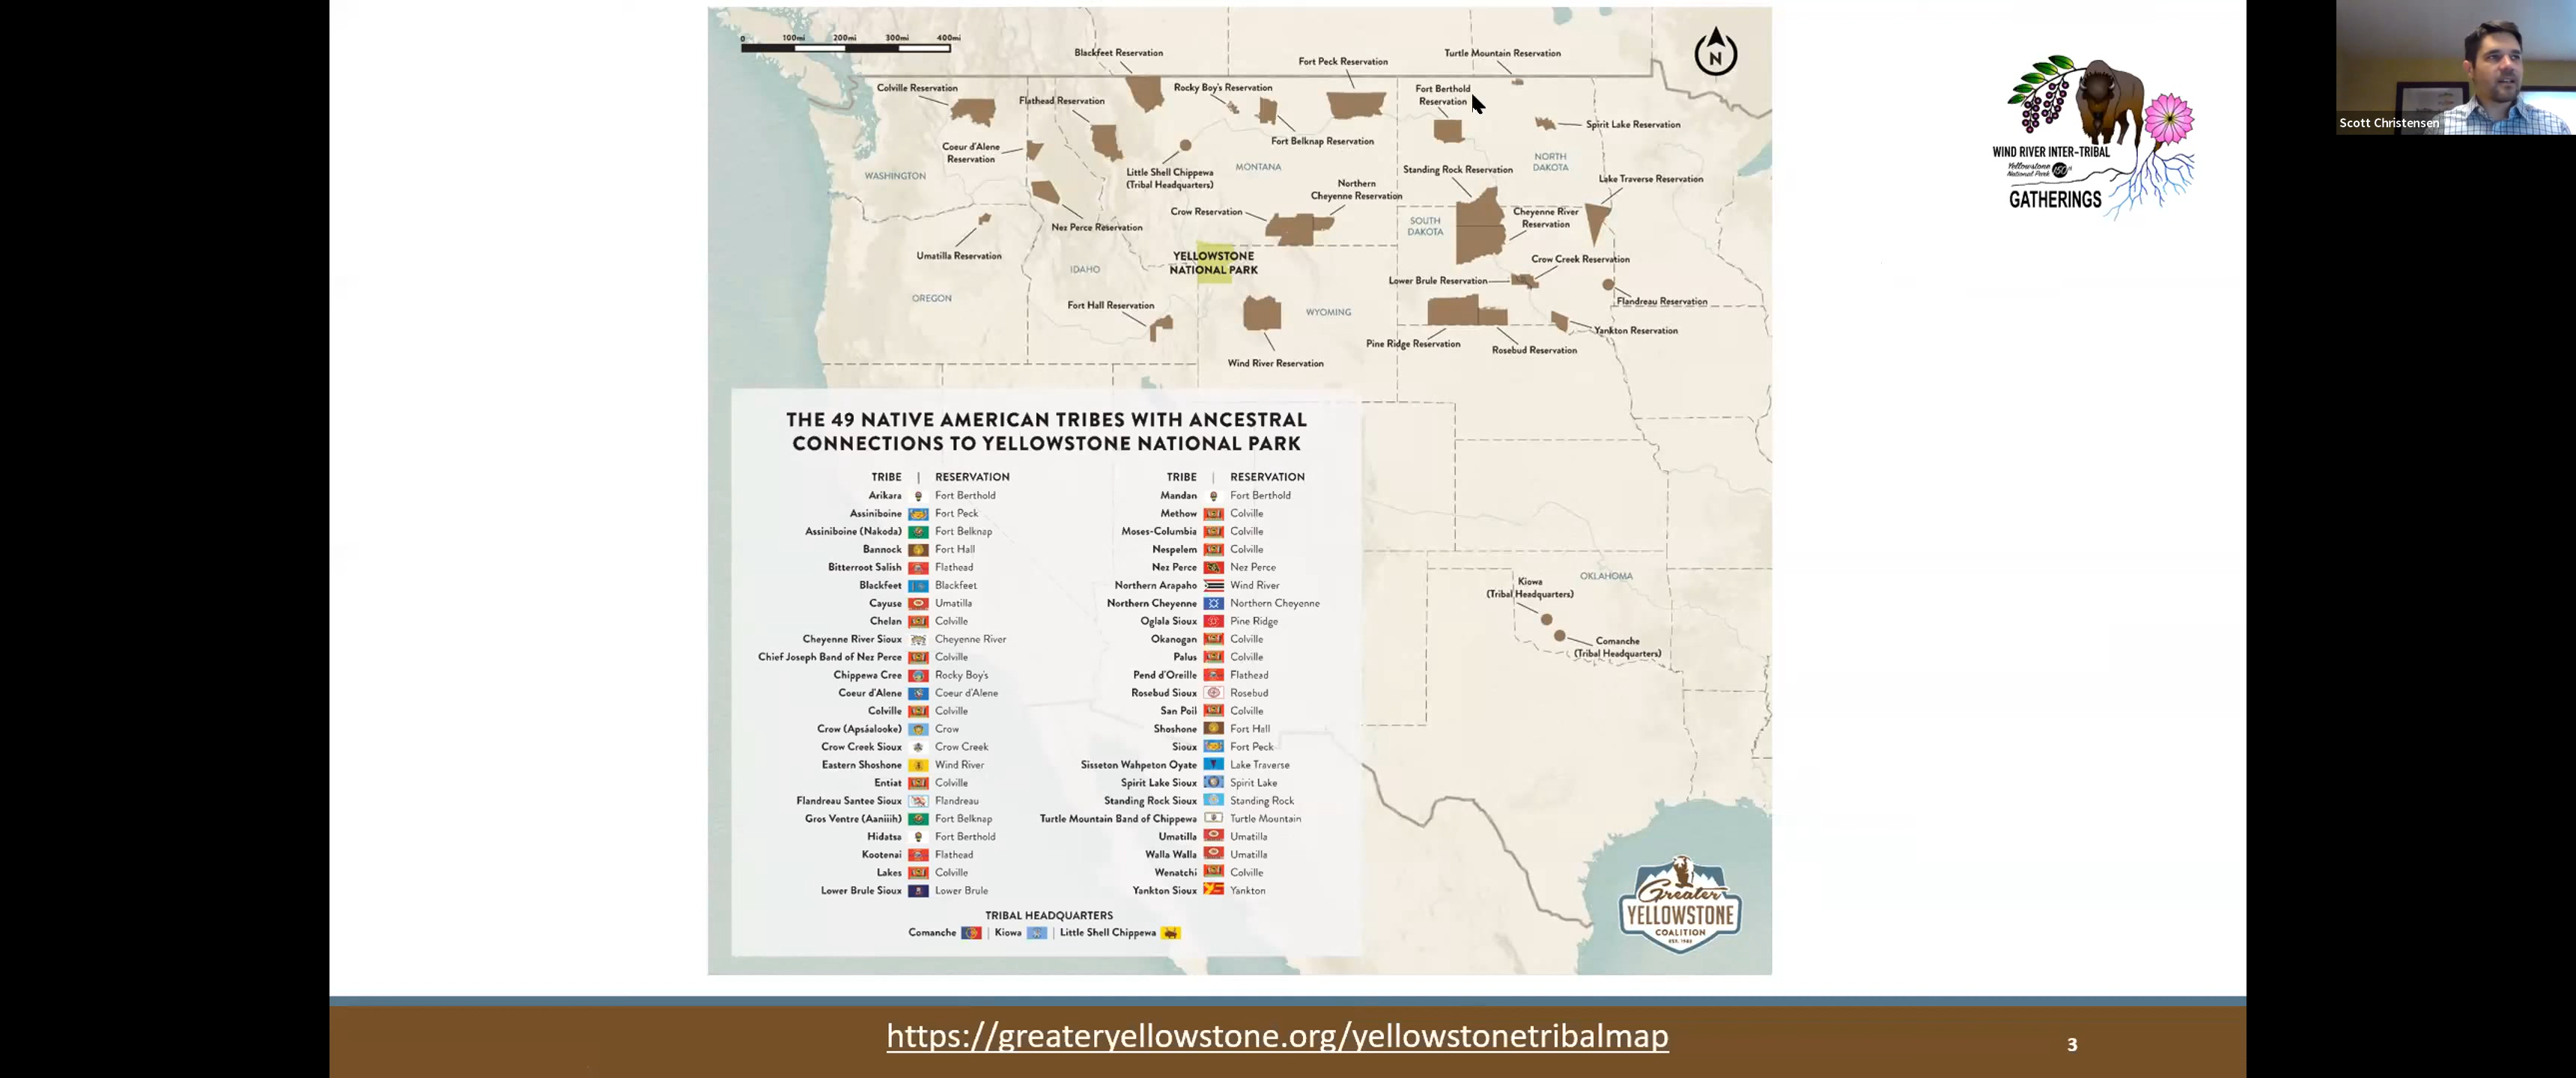 0 100mi 200mi 300mi 400mi
Blackfeet Reservation
Fort Peck Reservation
Turtle Mountain Reservation
N
Colville Reservation
Flathead Reservation
Rocky Boy's Reservation
Fort Berthold
Reservation
Spirit Lake Reservation
Coeur d'Alene
Reservation
Fort Belknap Reservation
WASHINGTON
Little Shell Chippewa
(Tribal Headquarters)
MONTANA
NORTH
DAKOTA
Standing Rock Reservation
Lake Traverse Reservation
Northern
Cheyenne Reservation
Crow Reservation
SOUTH
DAKOTA
Cheyenne River
Reservation
Nez Perce Reservation
Umatilla Reservation
YELLOWSTONE
NATIONAL PARK
IDAHO
Crow Creek Reservation
Lower Brule Reservation
OREGON
Fort Hall Reservation
WYOMING
Flandreau Reservation
Yankton Reservation
Pine Ridge Reservation
Rosebud Reservation
Wind River Reservation
THE 49 NATIVE AMERICAN TRIBES WITH ANCESTRAL
CONNECTIONS TO YELLOWSTONE NATIONAL PARK
TRIBE | RESERVATION
Arikara Fort Berthold
Assiniboine Fort Peck
Assiniboine (Nakoda) Fort Belknap
Bannock Fort Hall
Bitterroot Salish Flathead
Blackfeet Blackfeet
Cayuse Umatilla
Chelan Colville
Cheyenne River Sioux Cheyenne River
Chief Joseph Band of Nez Perce Colville
Chippewa Cree Rocky Boy's
Coeur d'Alene Coeur d'Alene
Colville Colville
Crow (Apsáalooke) Crow
Crow Creek Sioux Crow Creek
Eastern Shoshone Wind River
Entiat Colville
Flandreau Santee Sioux Flandreau
Gros Ventre (Aaniiih) Fort Belknap
Hidatsa Fort Berthold
Kootenai Flathead
Lakes Colville
Lower Brule Sioux Lower Brule
TRIBE | RESERVATION
Mandan Fort Berthold
Methow Colville
Moses-Columbia Colville
Nespelem Colville
Nez Perce Nez Perce
Northern Arapaho Wind River
Northern Cheyenne Northern Cheyenne
Oglala Sioux Pine Ridge
Okanogan Colville
Palus Colville
Pend d'Oreille Flathead
Rosebud Sioux Rosebud
San Poil Colville
Shoshone Fort Hall
Sioux Fort Peck
Sisseton Wahpeton Oyate Lake Traverse
Spirit Lake Sioux Spirit Lake
Standing Rock Sioux Standing Rock
Turtle Mountain Band of Chippewa Turtle Mountain
Umatilla Umatilla
Walla Walla Umatilla
Wenatchi Colville
Yankton Sioux Yankton
TRIBAL HEADQUARTERS
Comanche | Kiowa | Little Shell Chippewa
OKLAHOMA
Kiowa
(Tribal Headquarters)
Comanche
(Tribal Headquarters)
Greater
YELLOWSTONE
COALITION
EST. 1983
WIND RIVER INTER-TRIBAL
Yellowstone
National Park 150th
GATHERINGS
Scott Christensen
https://greateryellowstone.org/yellowstonetribalmap
3